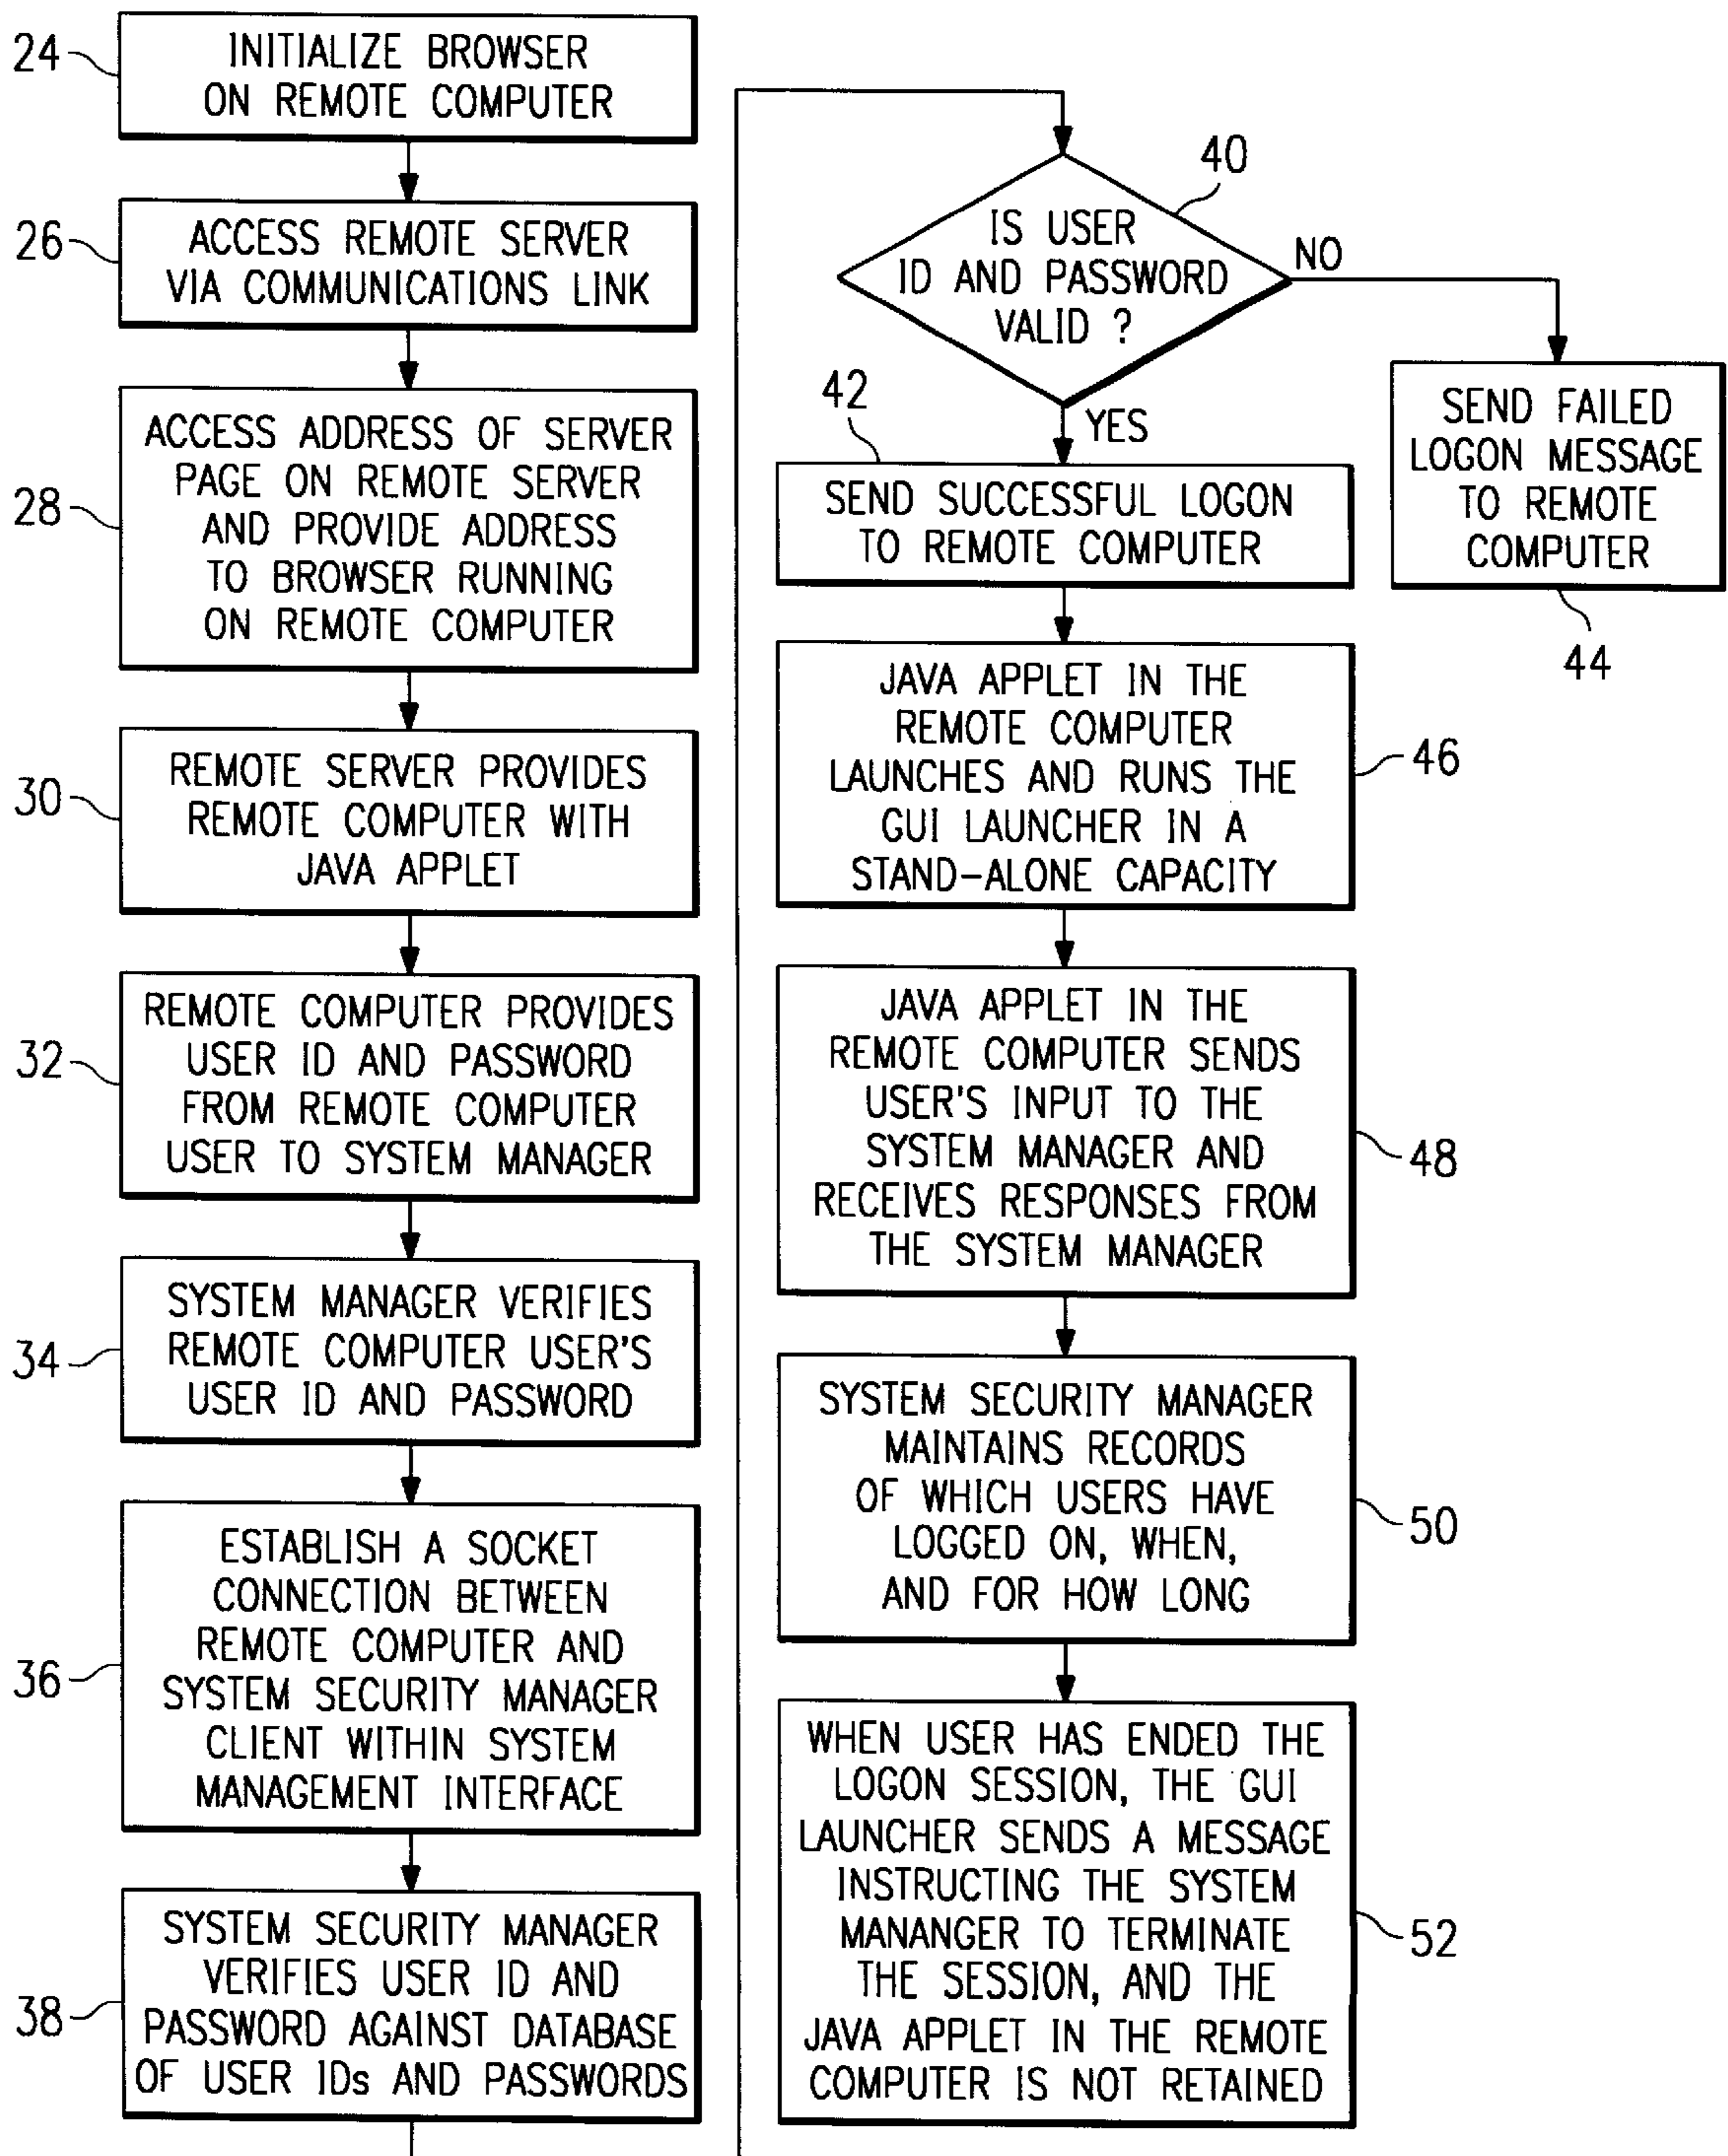 24
INITIALIZE BROWSER
ON REMOTE COMPUTER
26
ACCESS REMOTE SERVER
VIA COMMUNICATIONS LINK
28
ACCESS ADDRESS OF SERVER
PAGE ON REMOTE SERVER
AND PROVIDE ADDRESS
TO BROWSER RUNNING
ON REMOTE COMPUTER
30
REMOTE SERVER PROVIDES
REMOTE COMPUTER WITH
JAVA APPLET
32
REMOTE COMPUTER PROVIDES
USER ID AND PASSWORD
FROM REMOTE COMPUTER
USER TO SYSTEM MANAGER
34
SYSTEM MANAGER VERIFIES
REMOTE COMPUTER USER'S
USER ID AND PASSWORD
36
ESTABLISH A SOCKET
CONNECTION BETWEEN
REMOTE COMPUTER AND
SYSTEM SECURITY MANAGER
CLIENT WITHIN SYSTEM
MANAGEMENT INTERFACE
38
SYSTEM SECURITY MANAGER
VERIFIES USER ID AND
PASSWORD AGAINST DATABASE
OF USER IDs AND PASSWORDS
40
IS USER
ID AND PASSWORD
VALID ?
NO
YES
42
SEND SUCCESSFUL LOGON
TO REMOTE COMPUTER
SEND FAILED
LOGON MESSAGE
TO REMOTE
COMPUTER
44
JAVA APPLET IN THE
REMOTE COMPUTER
LAUNCHES AND RUNS THE
GUI LAUNCHER IN A
STAND-ALONE CAPACITY
46
JAVA APPLET IN THE
REMOTE COMPUTER SENDS
USER'S INPUT TO THE
SYSTEM MANAGER AND
RECEIVES RESPONSES FROM
THE SYSTEM MANAGER
48
SYSTEM SECURITY MANAGER
MAINTAINS RECORDS
OF WHICH USERS HAVE
LOGGED ON, WHEN,
AND FOR HOW LONG
50
WHEN USER HAS ENDED THE
LOGON SESSION, THE GUI
LAUNCHER SENDS A MESSAGE
INSTRUCTING THE SYSTEM
MANANGER TO TERMINATE
THE SESSION, AND THE
JAVA APPLET IN THE REMOTE
COMPUTER IS NOT RETAINED
52